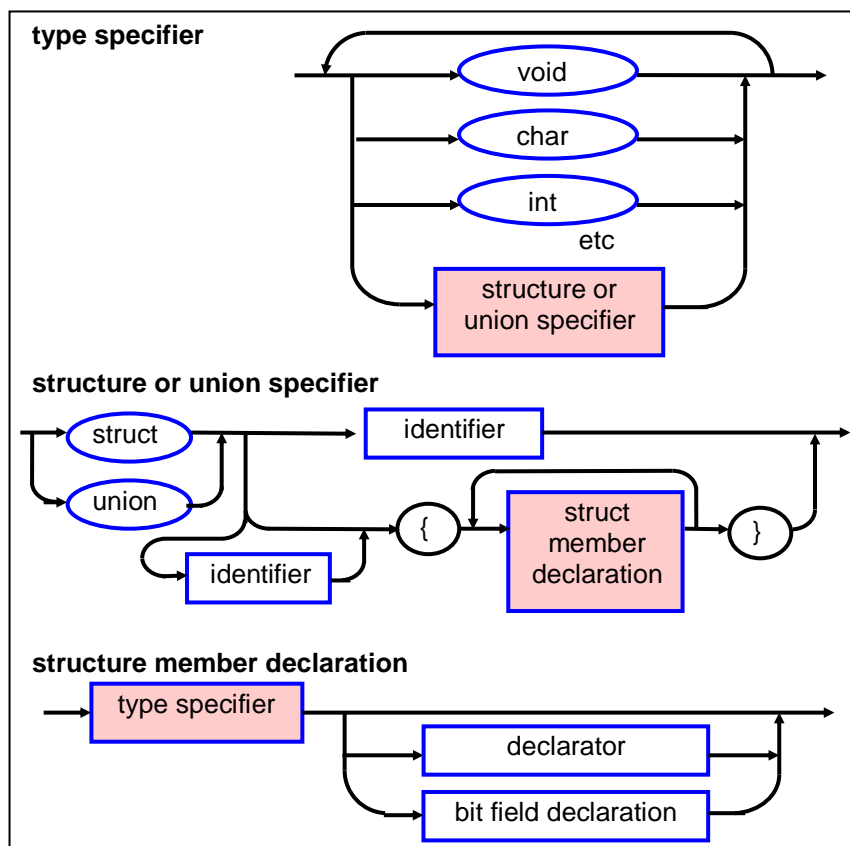 type specifier
void
char
int
etc
structure or
union specifier
structure or union specifier
struct
identifier
union
{
struct
member
declaration
}
identifier
structure member declaration
type specifier
declarator
bit field declaration